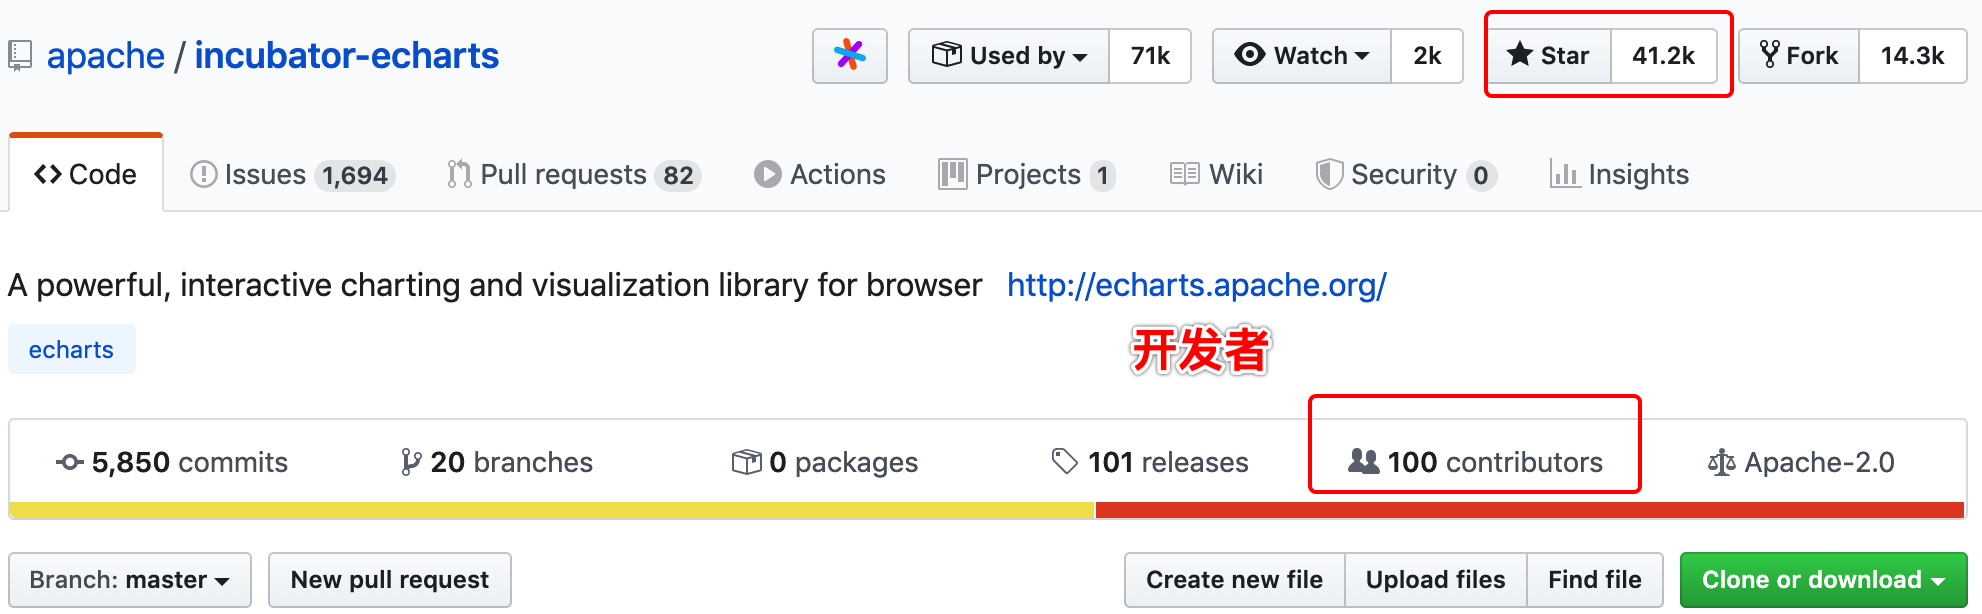 apache / incubator-echarts
Used by 71k Watch 2k Star 41.2k Fork 14.3k
Code Issues 1,694 Pull requests 82 Actions Projects 1 Wiki Security 0 Insights
A powerful, interactive charting and visualization library for browser http://echarts.apache.org/
echarts
开发者
5,850 commits 20 branches 0 packages 101 releases 100 contributors Apache-2.0
Branch: master New pull request Create new file Upload files Find file Clone or download